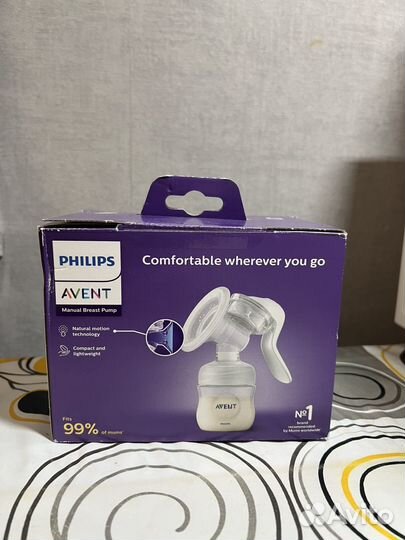 PHILIPS
AVENT
Manual Breast Pump
Comfortable wherever you go
Natural motion
technology
Compact and
lightweight
Fits
99% of mums
AVENT
PHILIPS
№1
brand
recommended
by Mums worldwide
Avito